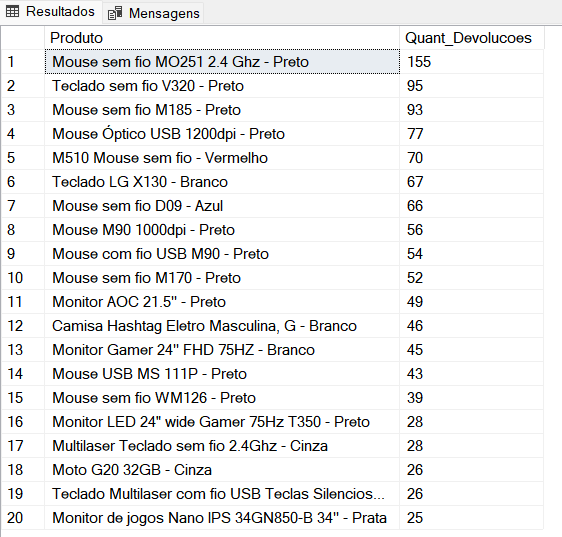 Resultados Mensagens
Produto Quant_Devolucoes
1 Mouse sem fio MO251 2.4 Ghz - Preto 155
2 Teclado sem fio V320 - Preto 95
3 Mouse sem fio M185 - Preto 93
4 Mouse Óptico USB 1200dpi - Preto 77
5 M510 Mouse sem fio - Vermelho 70
6 Teclado LG X130 - Branco 67
7 Mouse sem fio D09 - Azul 66
8 Mouse M90 1000dpi - Preto 56
9 Mouse com fio USB M90 - Preto 54
10 Mouse sem fio M170 - Preto 52
11 Monitor AOC 21.5" - Preto 49
12 Camisa Hashtag Eletro Masculina, G - Branco 46
13 Monitor Gamer 24" FHD 75HZ - Branco 45
14 Mouse USB MS 111P - Preto 43
15 Mouse sem fio WM126 - Preto 39
16 Monitor LED 24" wide Gamer 75Hz T350 - Preto 28
17 Multilaser Teclado sem fio 2.4Ghz - Cinza 28
18 Moto G20 32GB - Cinza 26
19 Teclado Multilaser com fio USB Teclas Silencios... 26
20 Monitor de jogos Nano IPS 34GN850-B 34" - Prata 25